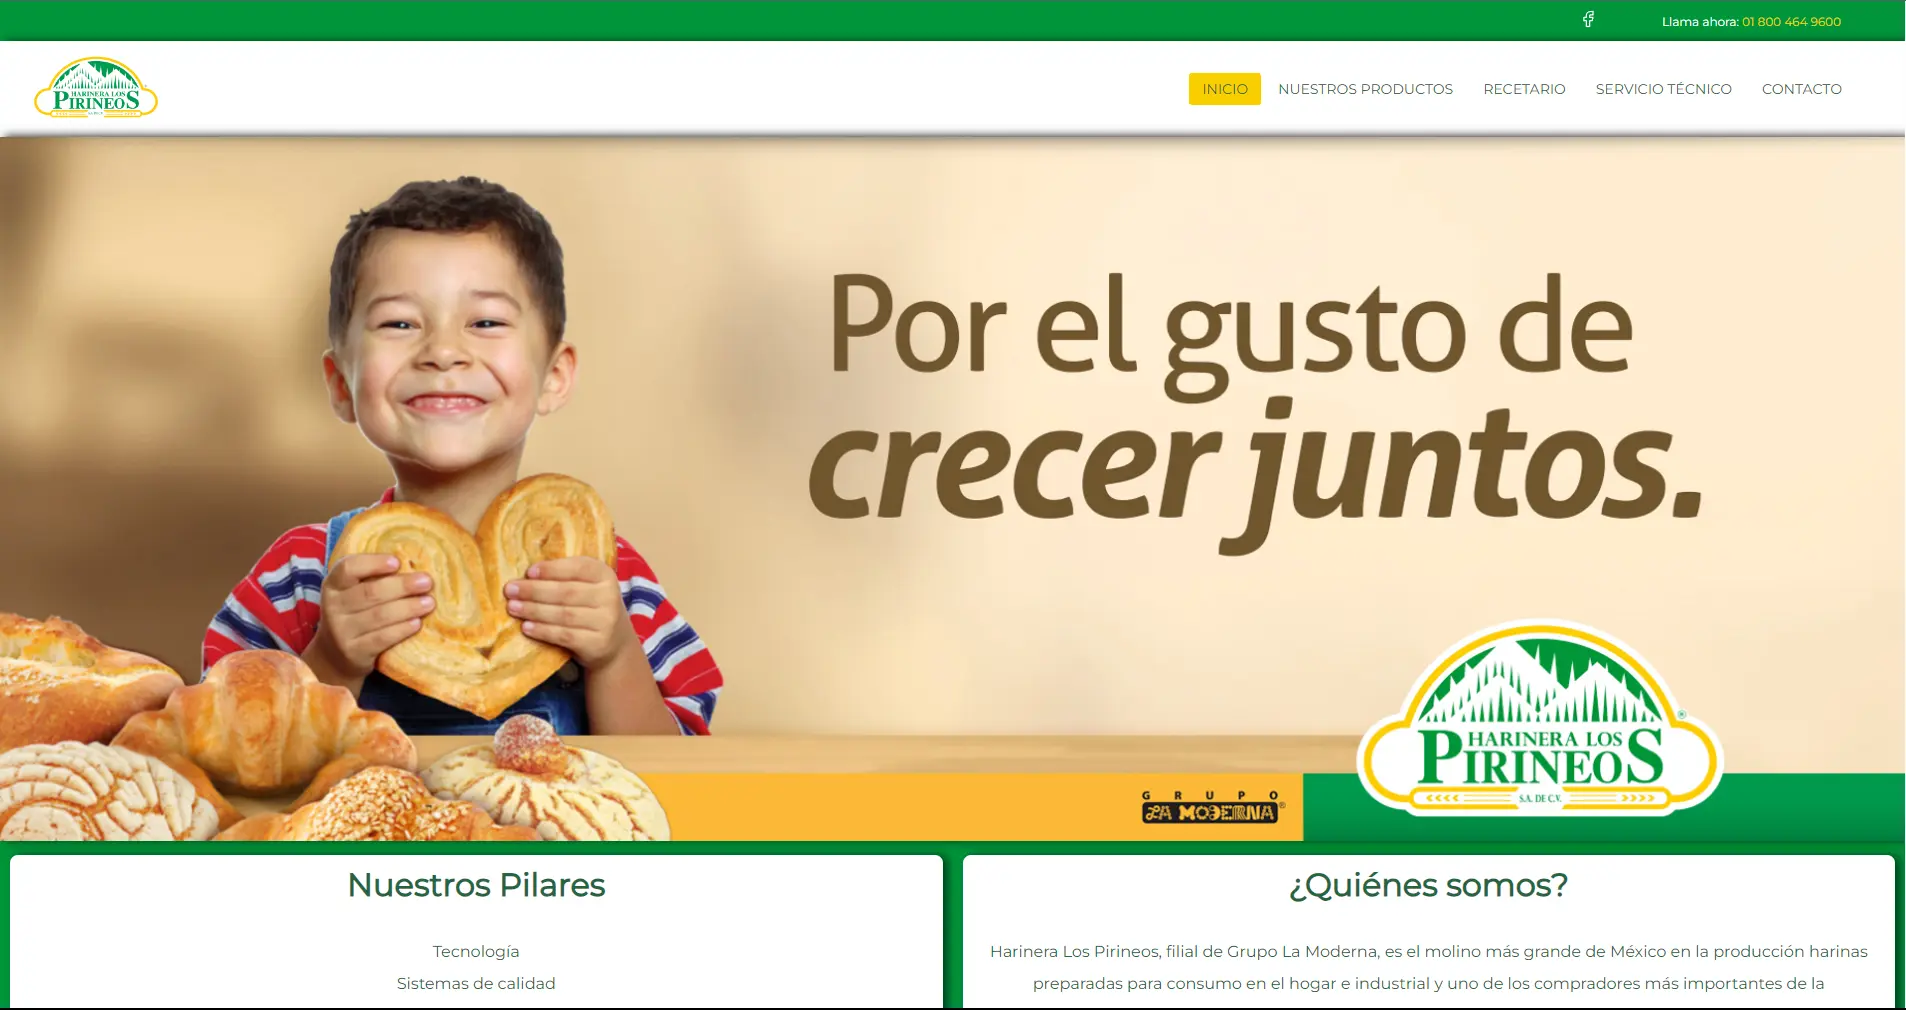 Llama ahora: 01 800 464 9600
HARINERA LOS
PIRINEOS
INICIO
NUESTROS PRODUCTOS
RECETARIO
SERVICIO TÉCNICO
CONTACTO
Por el gusto de
crecer juntos.
HARINERA LOS
PIRINEOS
S.A. DE C.V.
GRUPO
LA MODERNA
Nuestros Pilares
Tecnología
Sistemas de calidad
¿Quiénes somos?
Harinera Los Pirineos, filial de Grupo La Moderna, es el molino más grande de México en la producción harinas
preparadas para consumo en el hogar e industrial y uno de los compradores más importantes de la